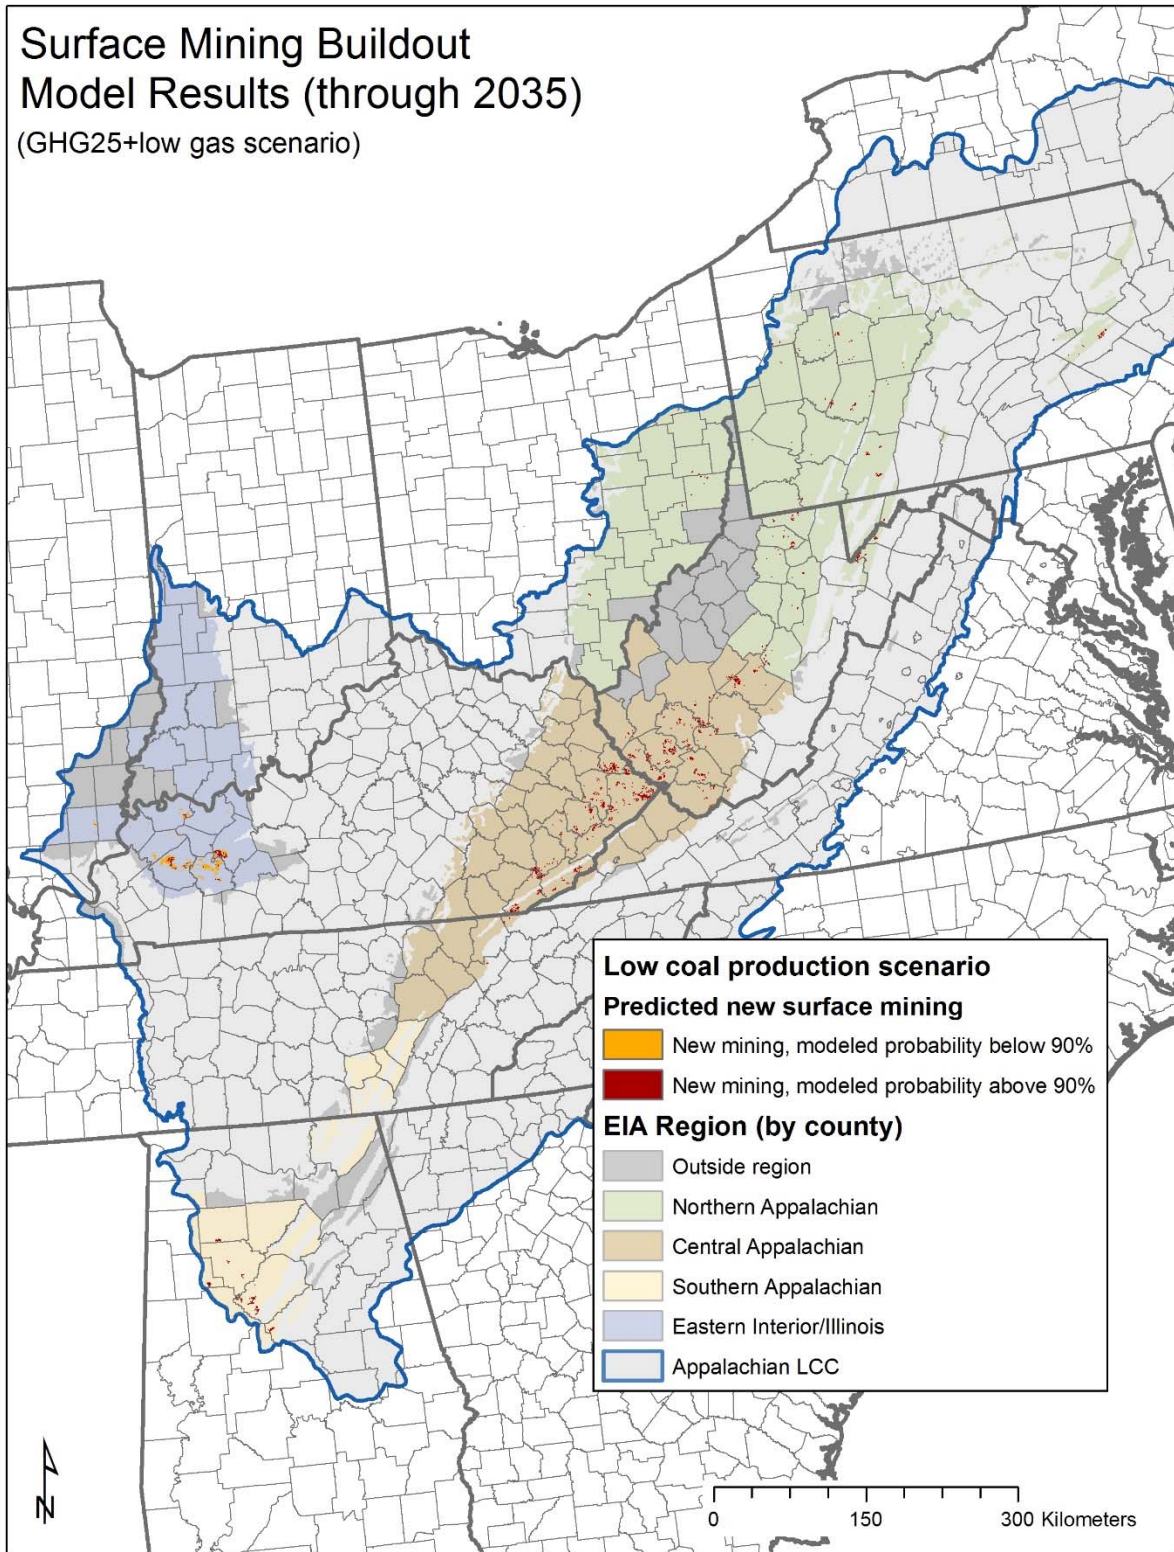 Surface Mining Buildout
Model Results (through 2035)
(GHG25+low gas scenario)
Low coal production scenario
Predicted new surface mining
New mining, modeled probability below 90%
New mining, modeled probability above 90%
EIA Region (by county)
Outside region
Northern Appalachian
Central Appalachian
Southern Appalachian
Eastern Interior/Illinois
Appalachian LCC
N
0 150 300 Kilometers